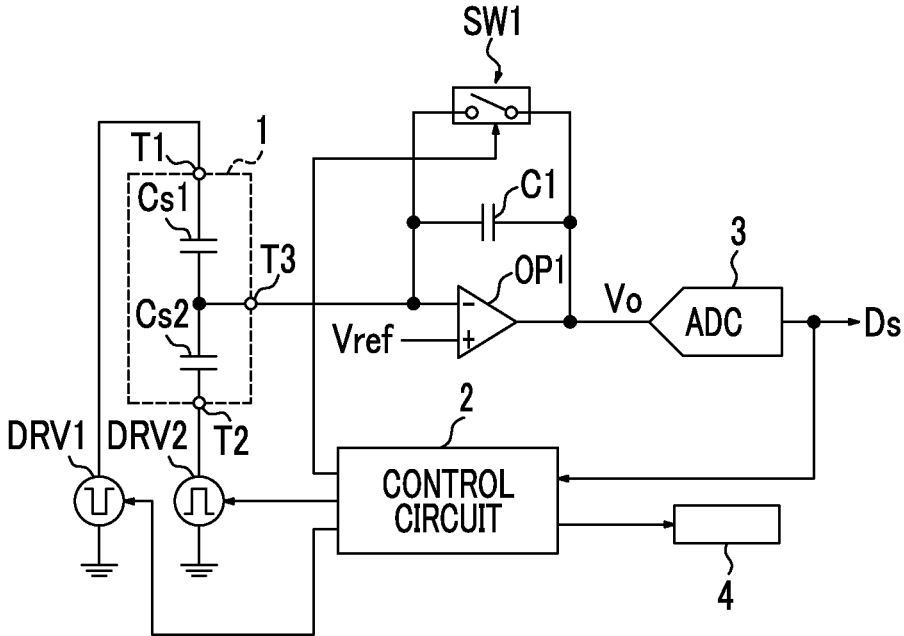 SW1
T1
1
Cs1
C1
T3
OP1
3
Cs2
Vref
−
+
Vo
ADC
Ds
DRV1
DRV2
T2
2
CONTROL
CIRCUIT
4